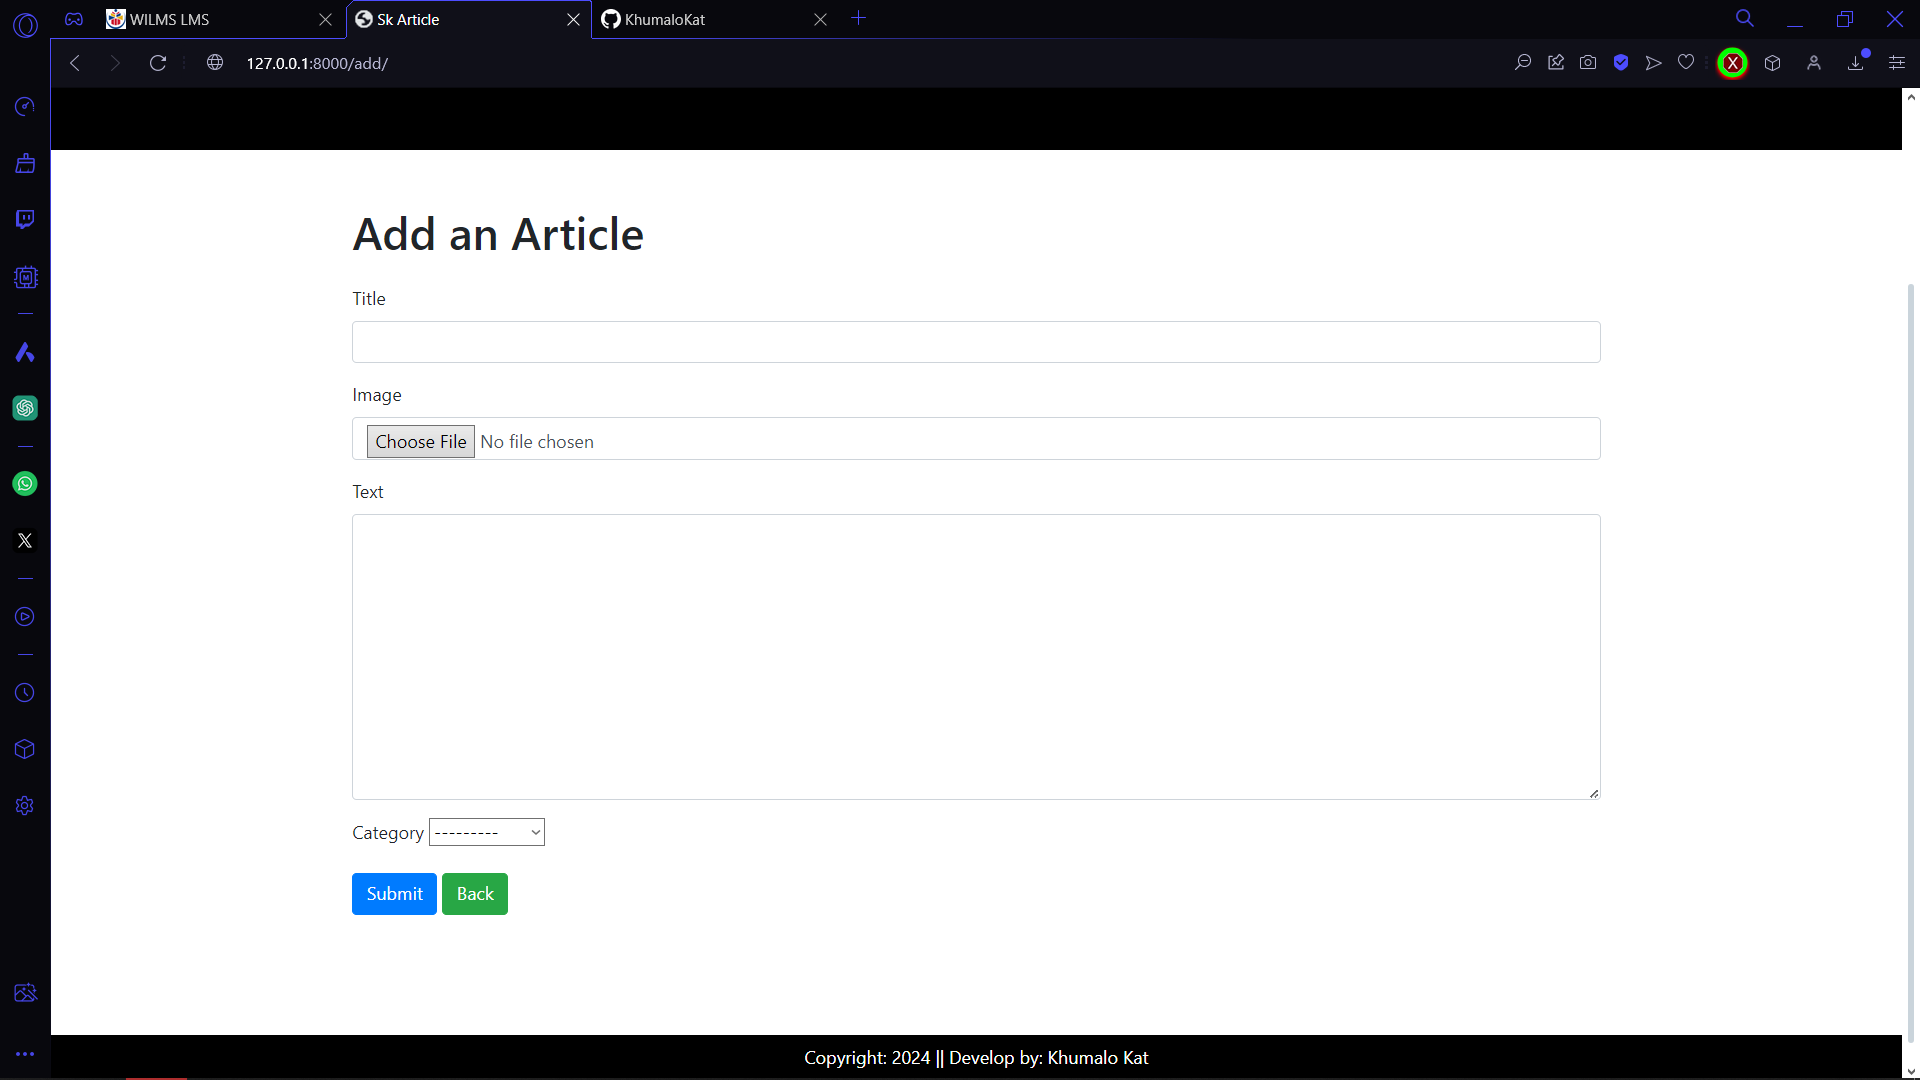 WILMS LMS
Sk Article
KhumaloKat
127.0.0.1:8000/add/
X
Add an Article
Title
Image
Choose File No file chosen
Text
Category ---------
Submit Back
Copyright: 2024 || Develop by: Khumalo Kat